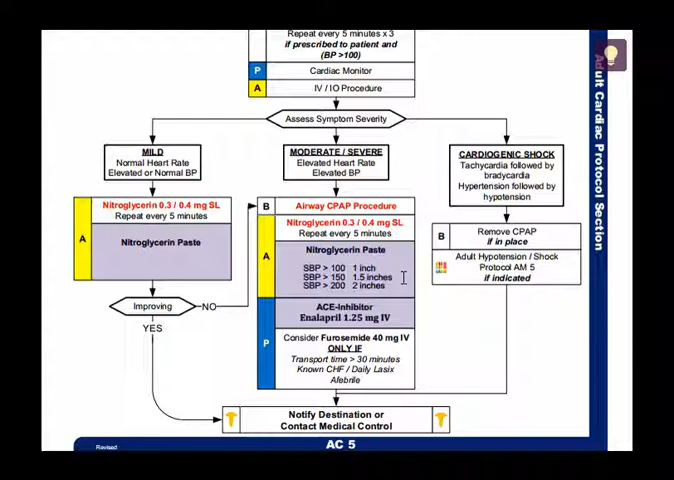 Repeat every 5 minutes x 3
if prescribed to patient and
(BP >100)
P
Cardiac Monitor
A
IV / IO Procedure
Assess Symptom Severity
MILD
Normal Heart Rate
Elevated or Normal BP
MODERATE / SEVERE
Elevated Heart Rate
Elevated BP
CARDIOGENIC SHOCK
Tachycardia followed by
bradycardia
Hypertension followed by
hypotension
A
Nitroglycerin 0.3 / 0.4 mg SL
Repeat every 5 minutes
Nitroglycerin Paste
B
Airway CPAP Procedure
A
Nitroglycerin 0.3 / 0.4 mg SL
Repeat every 5 minutes
Nitroglycerin Paste
SBP > 100 1 inch
SBP > 150 1.5 inches
SBP > 200 2 inches
B
Remove CPAP
if in place
Adult Hypotension / Shock
Protocol AM 5
if indicated
Improving
NO
YES
P
ACE-Inhibitor
Enalapril 1.25 mg IV
Consider Furosemide 40 mg IV
ONLY IF
Transport time > 30 minutes
Known CHF / Daily Lasix
Afebrile
Notify Destination or
Contact Medical Control
Revised
AC 5
Adult Cardiac Protocol Section